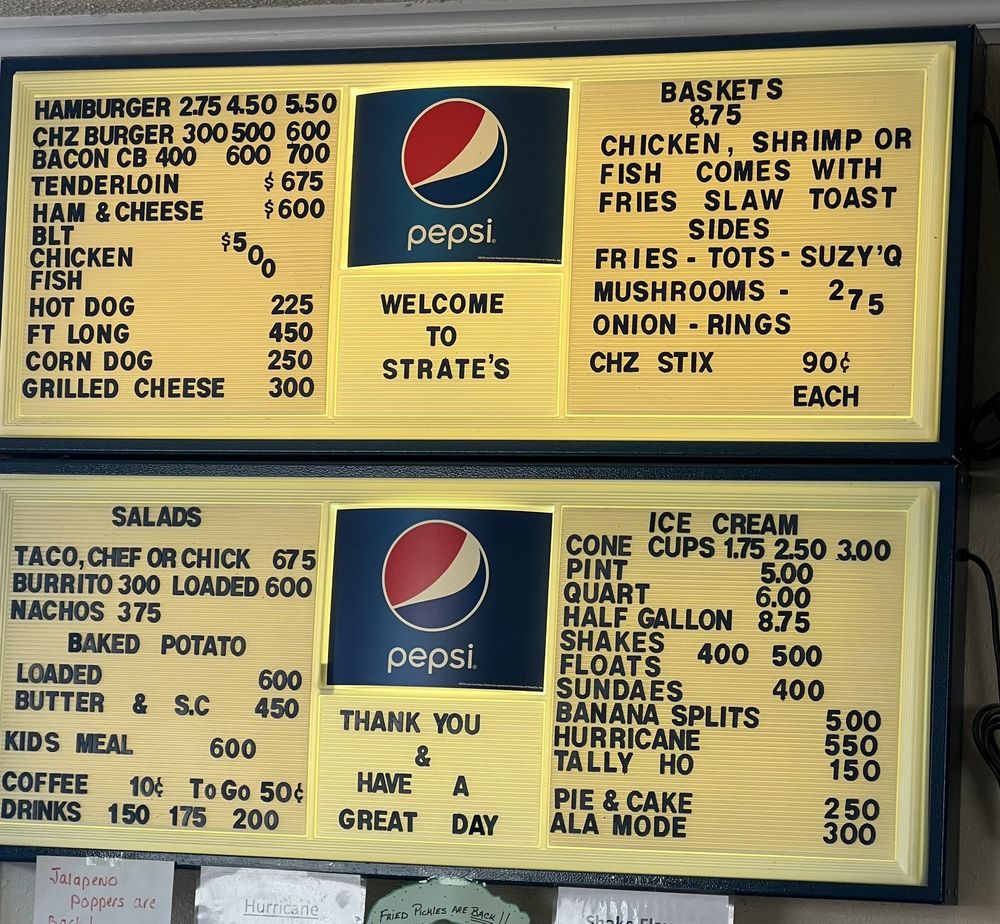 HAMBURGER 2.75 4.50 5.50
CHZ BURGER 300 500 600
BACON CB 400 600 700
TENDERLOIN $675
HAM & CHEESE $600
BLT
CHICKEN $500
FISH
HOT DOG 225
FT LONG 450
CORN DOG 250
GRILLED CHEESE 300
pepsi
WELCOME
TO
STRATE'S
BASKETS
8.75
CHICKEN, SHRIMP OR
FISH COMES WITH
FRIES SLAW TOAST
SIDES
FRIES - TOTS - SUZY'Q
MUSHROOMS - 275
ONION - RINGS
CHZ STIX 90¢
EACH
SALADS
TACO, CHEF OR CHICK 675
BURRITO 300 LOADED 600
NACHOS 375
BAKED POTATO
LOADED 600
BUTTER & S.C 450
KIDS MEAL 600
COFFEE 10¢ To Go 50¢
DRINKS 150 175 200
pepsi
THANK YOU
&
HAVE A
GREAT DAY
ICE CREAM
CONE CUPS 1.75 2.50 3.00
PINT 5.00
QUART 6.00
HALF GALLON 8.75
SHAKES
FLOATS 400 500
SUNDAES 400
BANANA SPLITS 500
HURRICANE 550
TALLY HO 150
PIE & CAKE 250
ALA MODE 300
Jalapeno
Poppers are
Back!
Hurricane
FRIED PICKLES ARE BACK!!
Shake